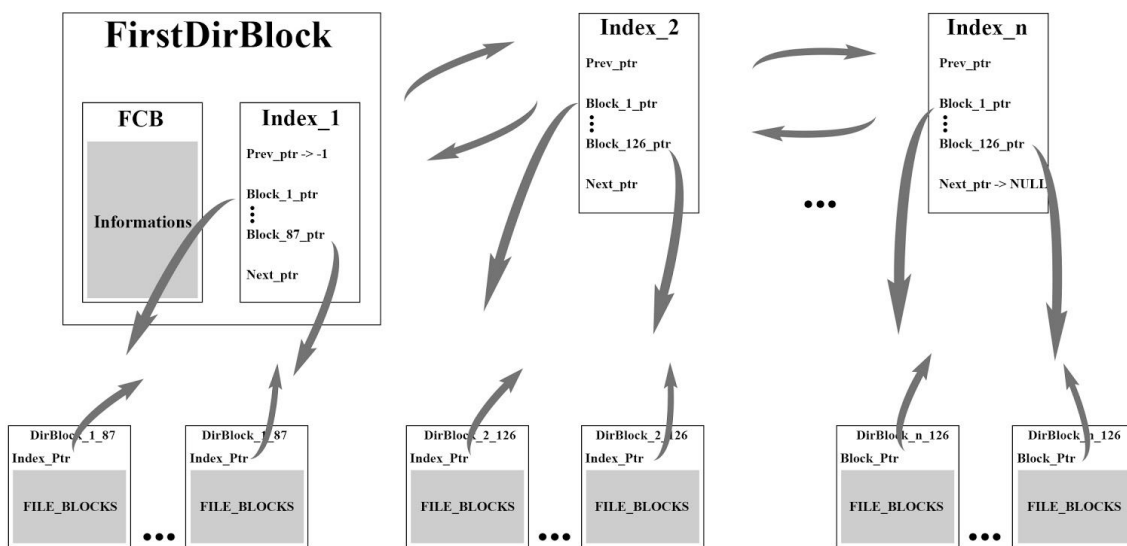 FirstDirBlock
FCB
Informations
Index_1
Prev_ptr -> -1
Block_1_ptr
Block_87_ptr
Next_ptr
Index_2
Prev_ptr
Block_1_ptr
Block_126_ptr
Next_ptr
...
Index_n
Prev_ptr
Block_1_ptr
Block_126_ptr
Next_ptr -> NULL
DirBlock_1_87
Index_Ptr
FILE_BLOCKS
...
DirBlock_1_87
Index_Ptr
FILE_BLOCKS
DirBlock_2_126
Index_Ptr
FILE_BLOCKS
...
DirBlock_2_126
Index_Ptr
FILE_BLOCKS
DirBlock_n_126
Block_Ptr
FILE_BLOCKS
...
DirBlock_n_126
Block_Ptr
FILE_BLOCKS